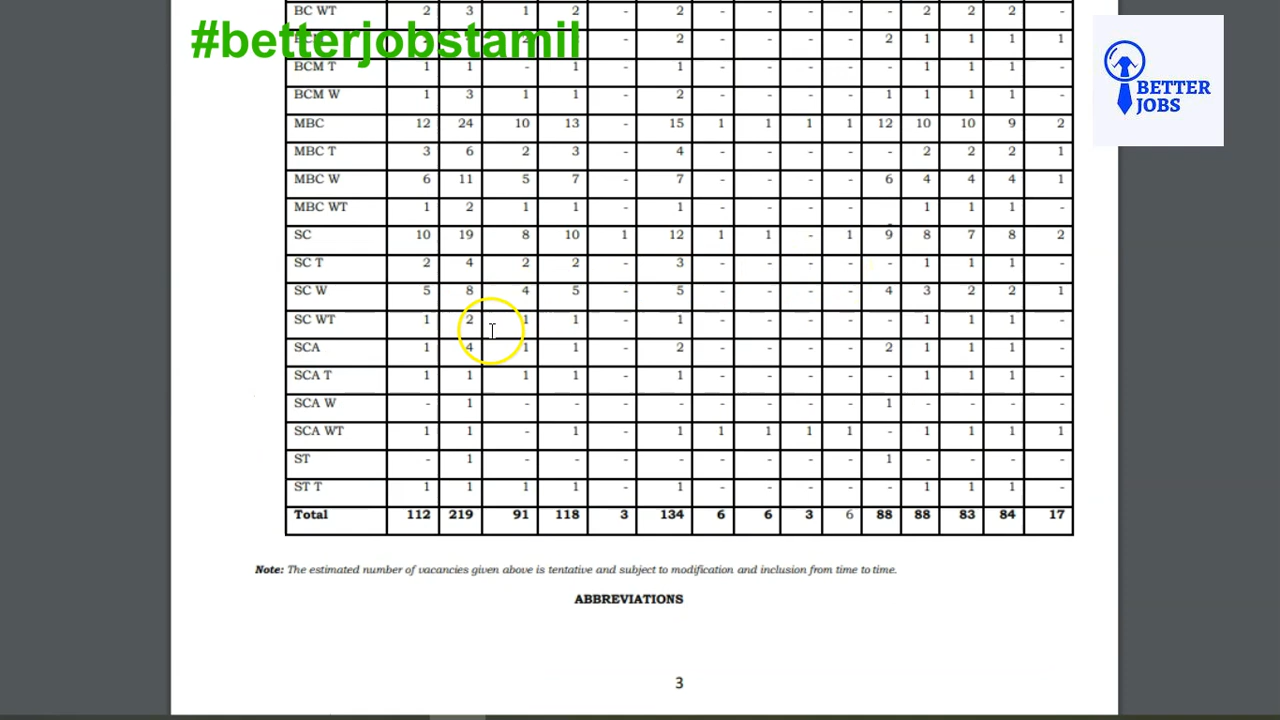 BC WT 2 3 1 2 - 2 - - - - - 2 2 2 -
#betterjobstamil
2 - - - - 2 1 1 1 1
BCM T 1 1 - 1 - 1 - - - - - 1 1 1 -
BCM W 1 3 1 1 - 2 - - - - 1 1 1 1 -
BETTER
JOBS
MBC 12 24 10 13 - 15 1 1 1 1 12 10 10 9 2
MBC T 3 6 2 3 - 4 - - - - - 2 2 2 1
MBC W 6 11 5 7 - 7 - - - - 6 4 4 4 1
MBC WT 1 2 1 1 - 1 - - - - 1 1 1 -
SC 10 19 8 10 1 12 1 1 - 1 9 8 7 8 2
SC T 2 4 2 2 - 3 - - - - - 1 1 1 -
SC W 5 8 4 5 - 5 - - - - 4 3 2 2 1
SC WT 1 2 1 1 - 1 - - - - - 1 1 1 -
SCA 1 4 1 1 - 2 - - - - 2 1 1 1 -
SCA T 1 1 1 1 - 1 - - - - - 1 1 1 -
SCA W - 1 - - - - - - - - 1 - - - -
SCA WT 1 1 - 1 - 1 1 1 1 1 - 1 1 1 1
ST - 1 - - - - - - - - 1 - - - -
ST T 1 1 1 1 - 1 - - - - - 1 1 1 -
Total 112 219 91 118 3 134 6 6 3 6 88 88 83 84 17
Note: The estimated number of vacancies given above is tentative and subject to modification and inclusion from time to time.
ABBREVIATIONS
3